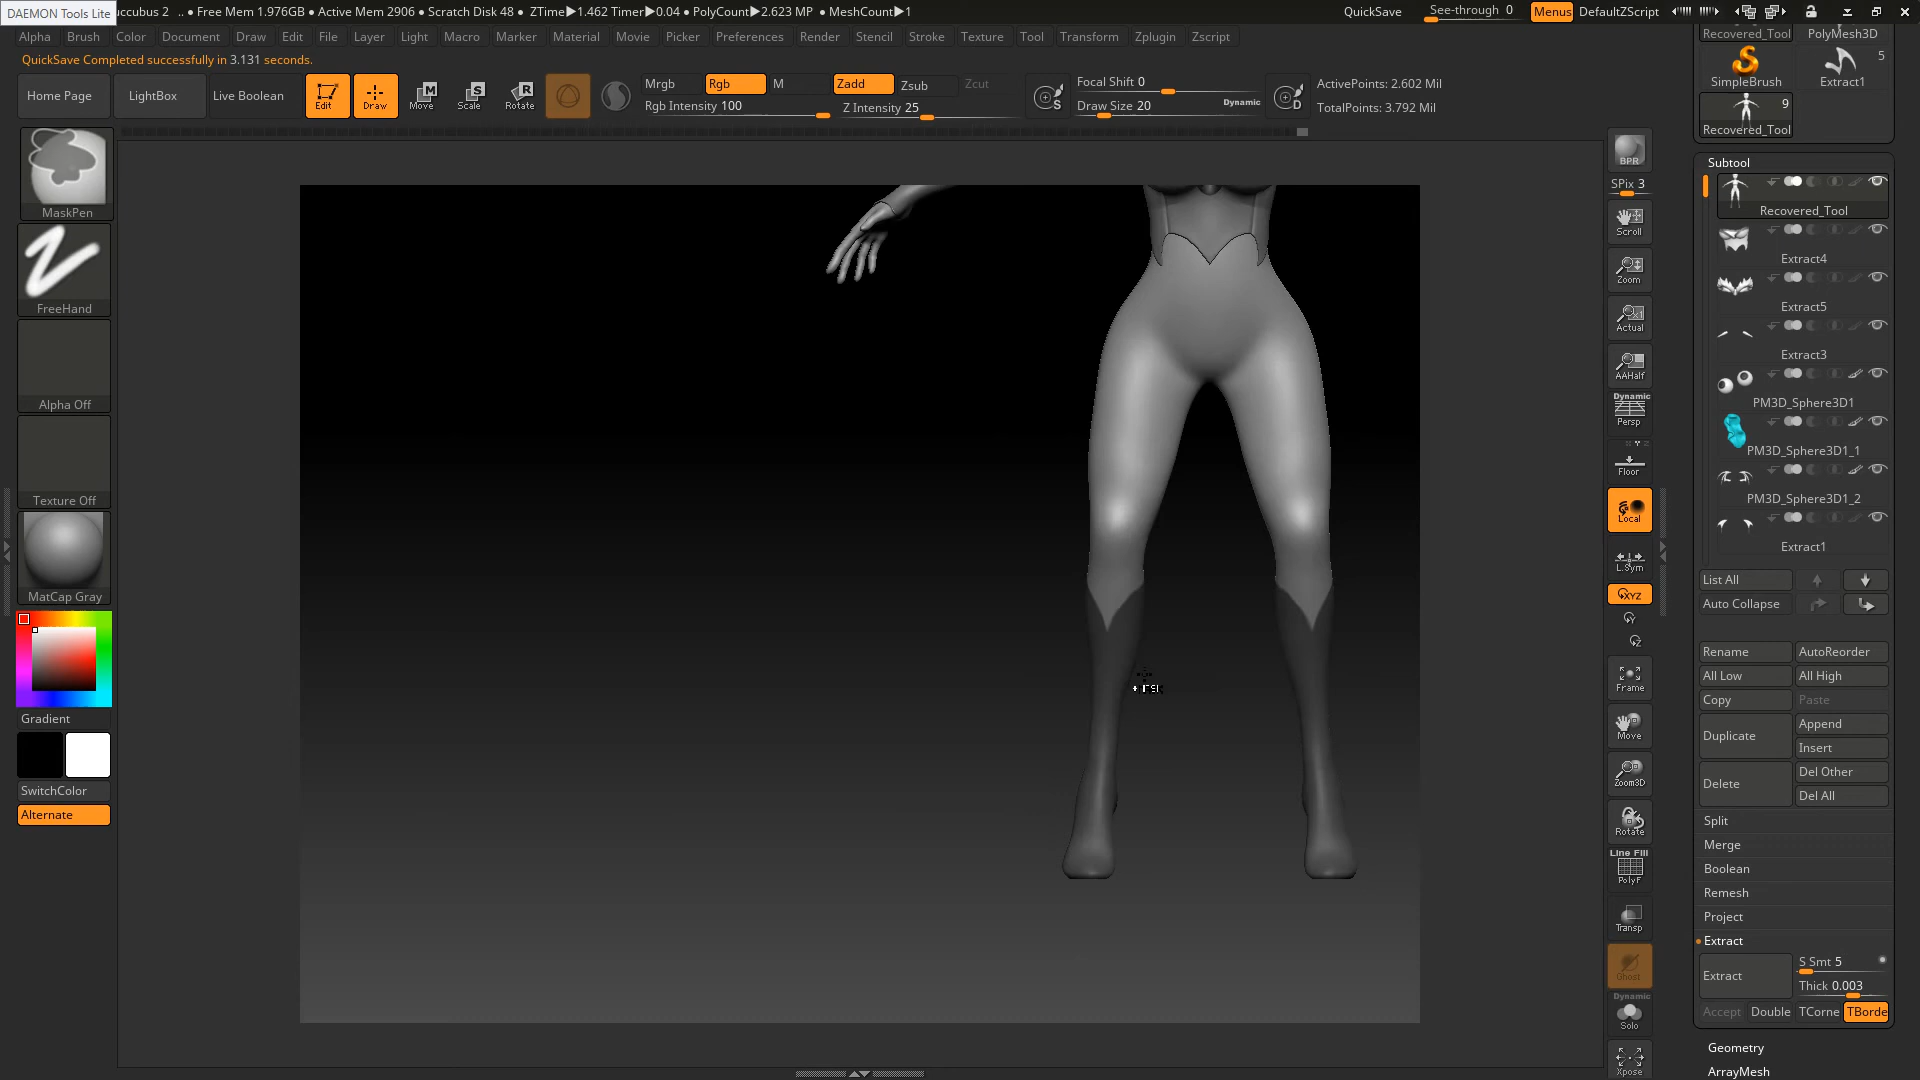 DAEMON Tools Lite
uccubus 2 .. • Free Mem 1.976GB • Active Mem 2906 • Scratch Disk 48 • ZTime▶1.462 Timer▶0.04 • PolyCount▶2.623 MP • MeshCount▶1
QuickSave See-through 0 Menus DefaultZScript
Alpha Brush Color Document Draw Edit File Layer Light Macro Marker Material Movie Picker Preferences Render Stencil Stroke Texture Tool Transform Zplugin Zscript
QuickSave Completed successfully in 3.131 seconds.
Home Page LightBox Live Boolean Edit Draw Move Scale Rotate
Mrgb Rgb M Zadd Zsub Zcut
Rgb Intensity 100 Z Intensity 25
Focal Shift 0
Draw Size 20 Dynamic
ActivePoints: 2.602 Mil
TotalPoints: 3.792 Mil
MaskPen
FreeHand
Alpha Off
Texture Off
MatCap Gray
Gradient
SwitchColor
Alternate
BPR
SPix 3
Scroll
Zoom
Actual
AAHalf
Dynamic
Persp
Floor
Local
L.Sym
XYZ
Frame
Move
Zoom3D
Rotate
Line Fill
PolyF
Transp
Ghost
Dynamic
Solo
Xpose
Recovered_Tool PolyMesh3D
SimpleBrush Extract1 5
Recovered_Tool 9
Subtool
Recovered_Tool
Extract4
Extract5
Extract3
PM3D_Sphere3D1
PM3D_Sphere3D1_1
PM3D_Sphere3D1_2
Extract1
List All
Auto Collapse
Rename AutoReorder
All Low All High
Copy Paste
Duplicate Append
Insert
Delete Del Other
Del All
Split
Merge
Boolean
Remesh
Project
Extract
Extract S Smt 5
Thick 0.003
Accept Double TCorne TBorde
Geometry
ArrayMesh